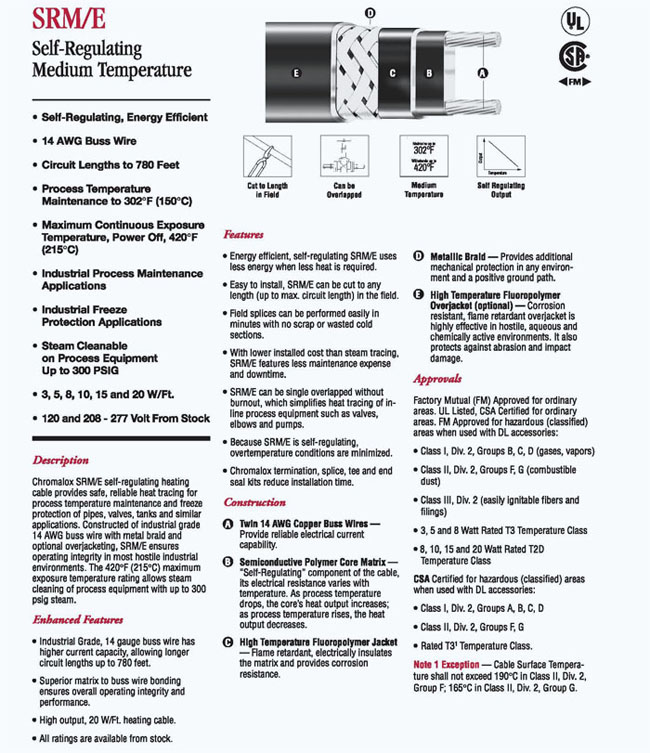 SRM/E
Self-Regulating
Medium Temperature
• Self-Regulating, Energy Efficient
• 14 AWG Buss Wire
• Circuit Lengths to 780 Feet
• Process Temperature
Maintenance to 302°F (150°C)
• Maximum Continuous Exposure
Temperature, Power Off, 420°F
(215°C)
• Industrial Process Maintenance
Applications
• Industrial Freeze
Protection Applications
• Steam Cleanable
on Process Equipment
Up to 300 PSIG
• 3, 5, 8, 10, 15 and 20 W/Ft.
• 120 and 208 - 277 Volt From Stock
Description
Chromalox SRM/E self-regulating heating
cable provides safe, reliable heat tracing for
process temperature maintenance and freeze
protection of pipes, valves, tanks and similar
applications. Constructed of industrial grade
14 AWG buss wire with metal braid and
optional overjacketing, SRM/E ensures
operating integrity in most hostile industrial
environments. The 420°F (215°C) maximum
exposure temperature rating allows steam
cleaning of process equipment with up to 300
psig steam.
Enhanced Features
• Industrial Grade, 14 gauge buss wire has
higher current capacity, allowing longer
circuit lengths up to 780 feet.
• Superior matrix to buss wire bonding
ensures overall operating integrity and
performance.
• High output, 20 W/Ft. heating cable.
• All ratings are available from stock.
D
E
C
B
A
UL
CSA
FM
Cut to Length
in Field
Can be
Overlapped
302°F
420°F
Medium
Temperature
Output
Temperature
Self Regulating
Output
Features
• Energy efficient, self-regulating SRM/E uses
less energy when less heat is required.
• Easy to install, SRM/E can be cut to any
length (up to max. circuit length) in the field.
• Field splices can be performed easily in
minutes with no scrap or wasted cold
sections.
• With lower installed cost than steam tracing,
SRM/E features less maintenance expense
and downtime.
• SRM/E can be single overlapped without
burnout, which simplifies heat tracing of in-
line process equipment such as valves,
elbows and pumps.
• Because SRM/E is self-regulating,
overtemperature conditions are minimized.
• Chromalox termination, splice, tee and end
seal kits reduce installation time.
Construction
A Twin 14 AWG Copper Buss Wires —
Provide reliable electrical current
capability.
B Semiconductive Polymer Core Matrix —
"Self-Regulating" component of the cable,
its electrical resistance varies with
temperature. As process temperature
drops, the core's heat output increases;
as process temperature rises, the heat
output decreases.
C High Temperature Fluoropolymer Jacket
— Flame retardant, electrically insulates
the matrix and provides corrosion
resistance.
D Metallic Braid — Provides additional
mechanical protection in any environ-
ment and a positive ground path.
E High Temperature Fluoropolymer
Overjacket (optional) — Corrosion
resistant, flame retardant overjacket is
highly effective in hostile, aqueous and
chemically active environments. It also
protects against abrasion and impact
damage.
Approvals
Factory Mutual (FM) Approved for ordinary
areas. UL Listed, CSA Certified for ordinary
areas. FM Approved for hazardous (classified)
areas when used with DL accessories:
• Class I, Div. 2, Groups B, C, D (gases, vapors)
• Class II, Div. 2, Groups F, G (combustible
dust)
• Class III, Div. 2 (easily ignitable fibers and
filings)
• 3, 5 and 8 Watt Rated T3 Temperature Class
• 8, 10, 15 and 20 Watt Rated T2D
Temperature Class
CSA Certified for hazardous (classified) areas
when used with DL accessories:
• Class I, Div. 2, Groups A, B, C, D
• Class II, Div. 2, Groups F, G
• Rated T3¹ Temperature Class.
Note 1 Exception — Cable Surface Tempera-
ture shall not exceed 190°C in Class II, Div. 2,
Group F; 165°C in Class II, Div. 2, Group G.